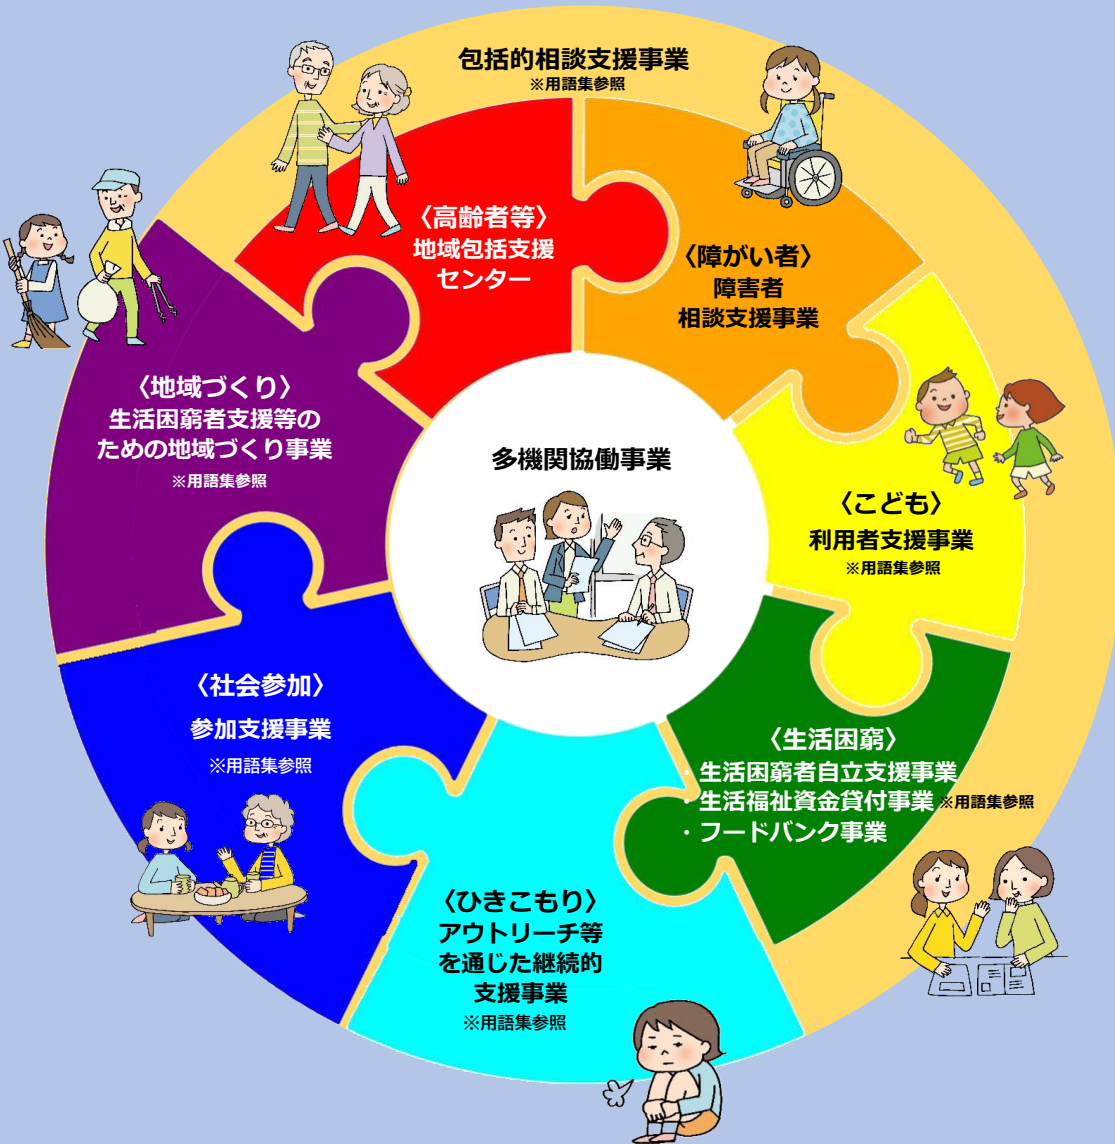 包括的相談支援事業
※用語集参照
〈高齢者等〉
地域包括支援
センター
〈障がい者〉
障害者
相談支援事業
〈こども〉
利用者支援事業
※用語集参照
〈生活困窮〉
・生活困窮者自立支援事業
・生活福祉資金貸付事業※用語集参照
・フードバンク事業
〈ひきこもり〉
アウトリーチ等
を通じた継続的
支援事業
※用語集参照
〈社会参加〉
参加支援事業
※用語集参照
〈地域づくり〉
生活困窮者支援等の
ための地域づくり事業
※用語集参照
多機関協働事業